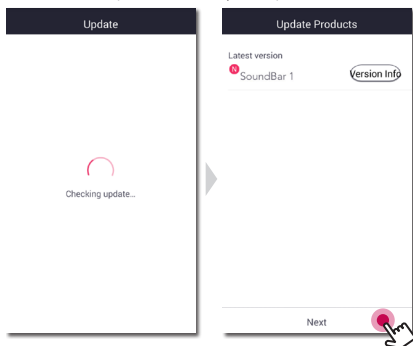 Update
Checking update...
Update Products
Latest version
N
SoundBar 1
Version Info
Next